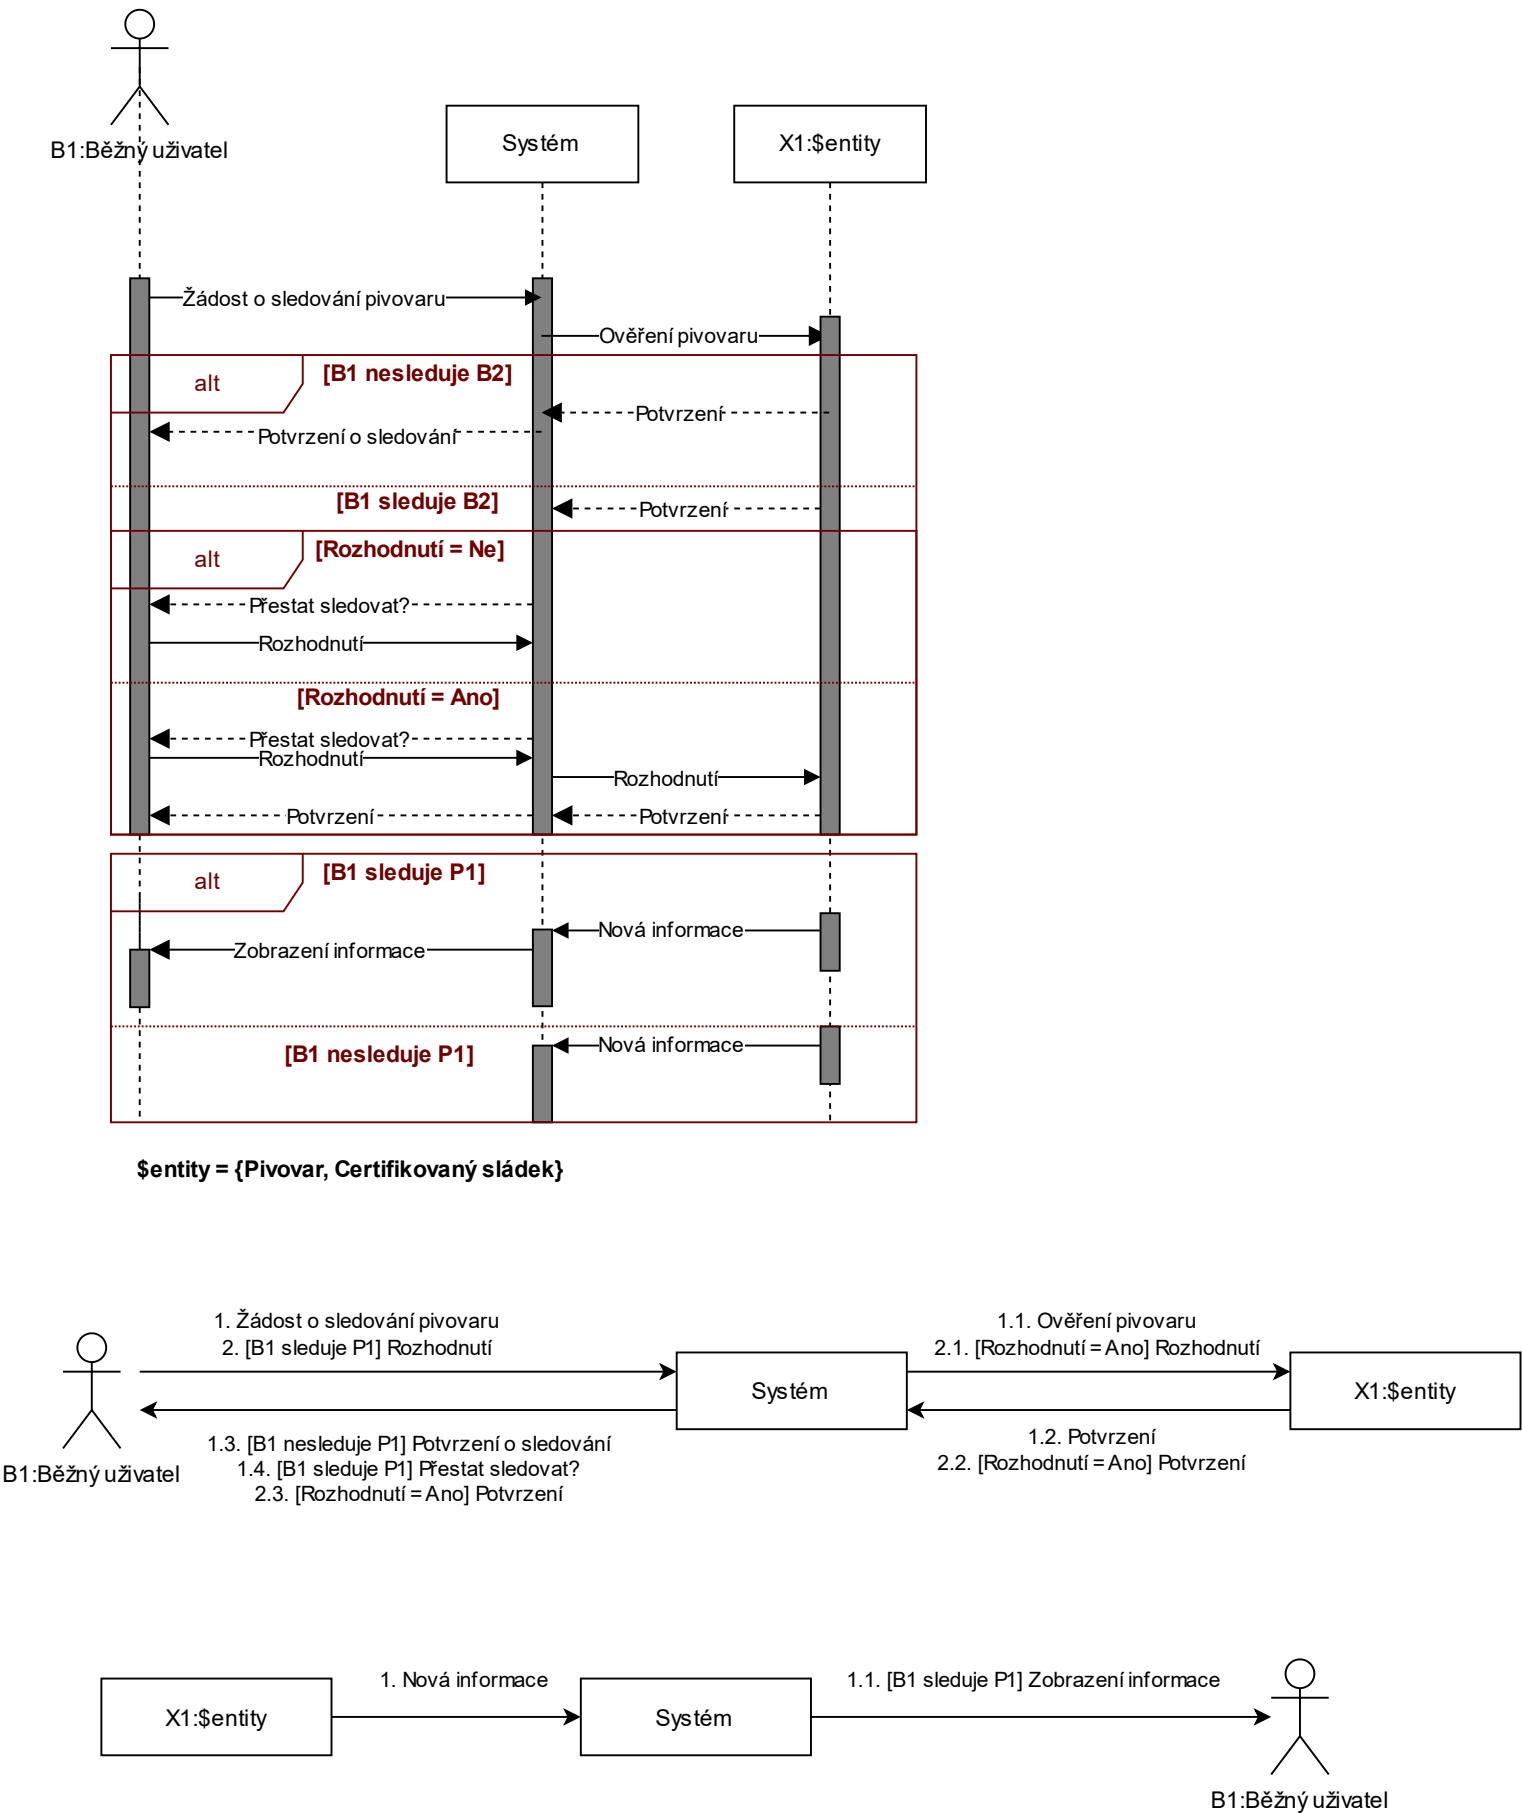 B1:Běžný uživatel
Systém
X1:$entity
Žádost o sledování pivovaru
Ověření pivovaru
alt
[B1 nesleduje B2]
Potvrzení
Potvrzení o sledování
[B1 sleduje B2]
Potvrzení
alt
[Rozhodnutí = Ne]
Přestat sledovat?
Rozhodnutí
[Rozhodnutí = Ano]
Přestat sledovat?
Rozhodnutí
Rozhodnutí
Potvrzení
Potvrzení
alt
[B1 sleduje P1]
Nová informace
Zobrazení informace
Nová informace
[B1 nesleduje P1]
$entity = {Pivovar, Certifikovaný sládek}
1. Žádost o sledování pivovaru
2. [B1 sleduje P1] Rozhodnutí
1.1. Ověření pivovaru
2.1. [Rozhodnutí = Ano] Rozhodnutí
Systém
X1:$entity
1.3. [B1 nesleduje P1] Potvrzení o sledování
1.4. [B1 sleduje P1] Přestat sledovat?
2.3. [Rozhodnutí = Ano] Potvrzení
1.2. Potvrzení
2.2. [Rozhodnutí = Ano] Potvrzení
B1:Běžný uživatel
1. Nová informace
1.1. [B1 sleduje P1] Zobrazení informace
X1:$entity
Systém
B1:Běžný uživatel